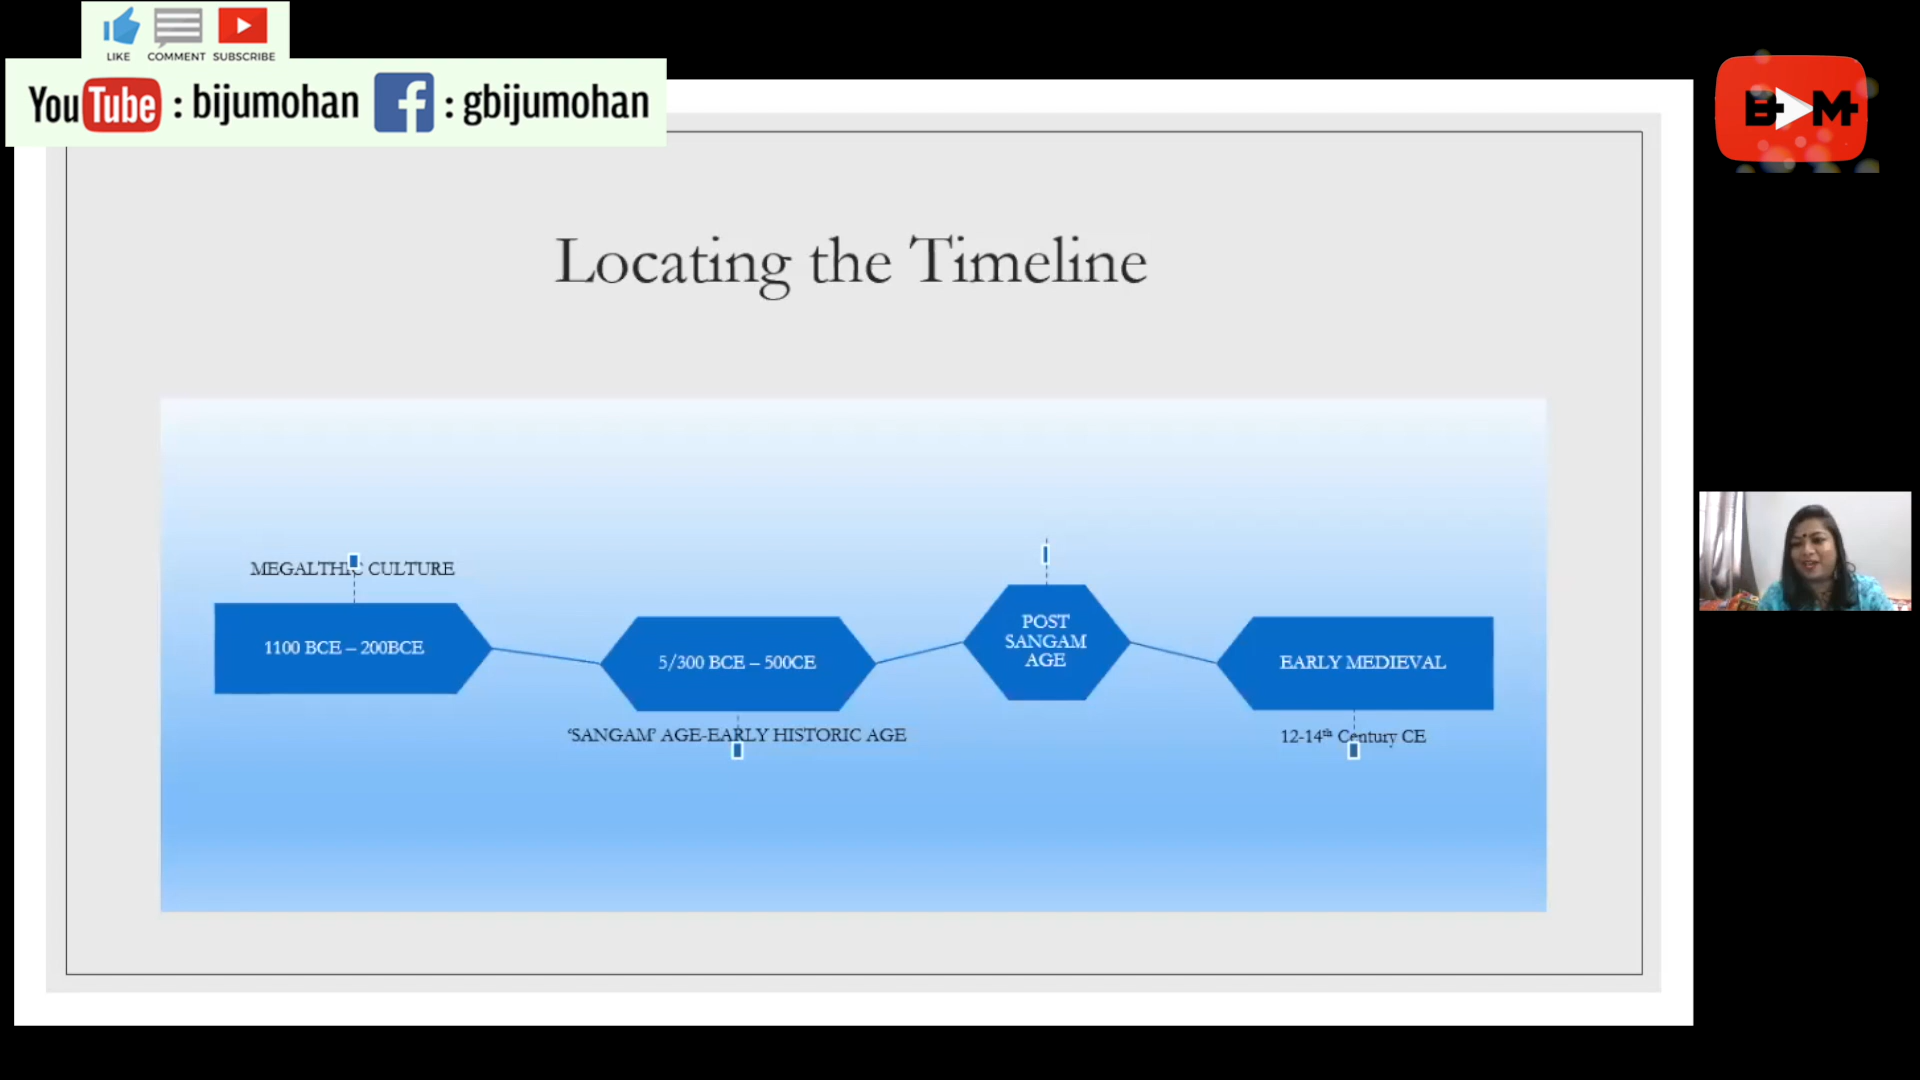 LIKE COMMENT SUBSCRIBE
YouTube : bijumohan f : gbijumohan
B M
Locating the Timeline
MEGALTHIC CULTURE
1100 BCE – 200BCE
5/300 BCE – 500CE
'SANGAM' AGE-EARLY HISTORIC AGE
POST
SANGAM
AGE
EARLY MEDIEVAL
12-14th Century CE